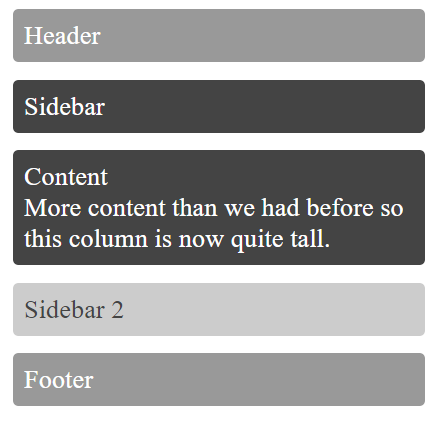 Header
Sidebar
Content
More content than we had before so
this column is now quite tall.
Sidebar 2
Footer